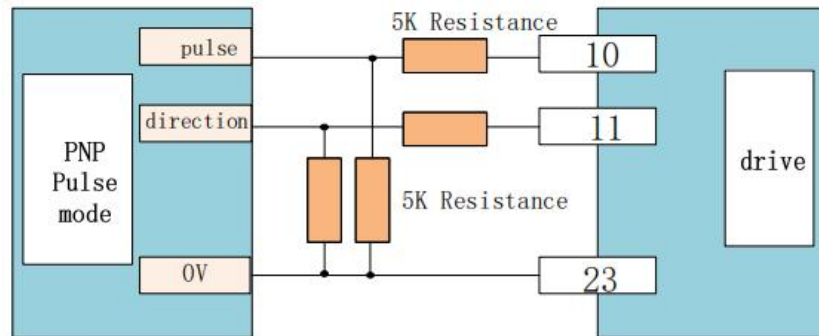 5K Resistance
pulse
10
direction
11
PNP
Pulse
mode
drive
5K Resistance
0V
23